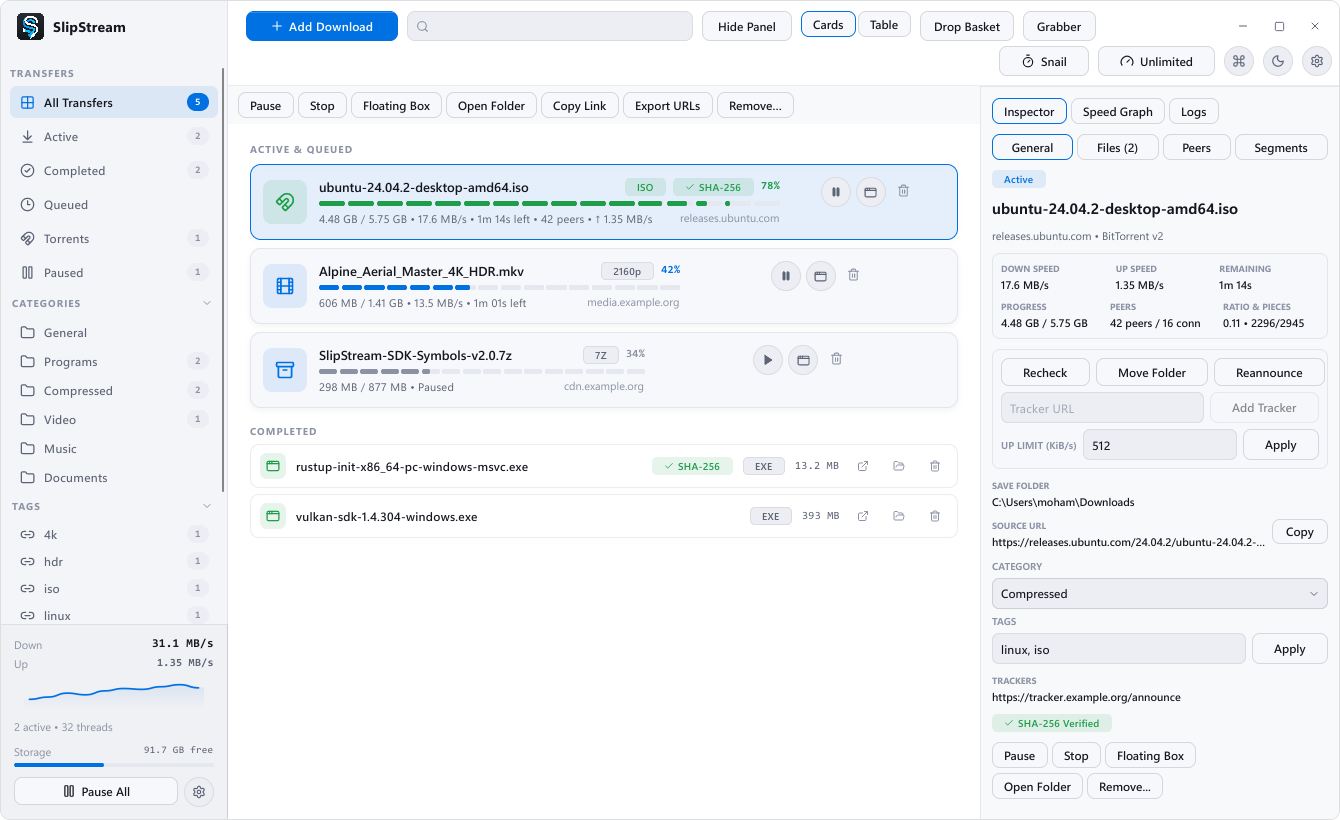 SlipStream
Add Download
Hide Panel
Cards
Table
Drop Basket
Grabber
Snail
Unlimited
TRANSFERS
All Transfers 5
Active 2
Completed 2
Queued
Torrents 1
Paused 1
CATEGORIES
General
Programs 2
Compressed 2
Video 1
Music
Documents
TAGS
4k 1
hdr 1
iso 1
linux 1
Down 31.1 MB/s
Up 1.35 MB/s
2 active • 32 threads
Storage 91.7 GB free
Pause All
Pause
Stop
Floating Box
Open Folder
Copy Link
Export URLs
Remove...
ACTIVE & QUEUED
ubuntu-24.04.2-desktop-amd64.iso ISO SHA-256 78%
4.48 GB / 5.75 GB • 17.6 MB/s • 1m 14s left • 42 peers • ↑ 1.35 MB/s releases.ubuntu.com
Alpine_Aerial_Master_4K_HDR.mkv 2160p 42%
606 MB / 1.41 GB • 13.5 MB/s • 1m 01s left media.example.org
SlipStream-SDK-Symbols-v2.0.7z 7Z 34%
298 MB / 877 MB • Paused cdn.example.org
COMPLETED
rustup-init-x86_64-pc-windows-msvc.exe SHA-256 EXE 13.2 MB
vulkan-sdk-1.4.304-windows.exe EXE 393 MB
Inspector
Speed Graph
Logs
General
Files (2)
Peers
Segments
Active
ubuntu-24.04.2-desktop-amd64.iso
releases.ubuntu.com • BitTorrent v2
DOWN SPEED UP SPEED REMAINING
17.6 MB/s 1.35 MB/s 1m 14s
PROGRESS PEERS RATIO & PIECES
4.48 GB / 5.75 GB 42 peers / 16 conn 0.11 • 2296/2945
Recheck
Move Folder
Reannounce
Tracker URL
Add Tracker
UP LIMIT (KiB/s) 512 Apply
SAVE FOLDER
C:\Users\moham\Downloads
SOURCE URL
https://releases.ubuntu.com/24.04.2/ubuntu-24.04.2-...
Copy
CATEGORY
Compressed
TAGS
linux, iso
Apply
TRACKERS
https://tracker.example.org/announce
SHA-256 Verified
Pause
Stop
Floating Box
Open Folder
Remove...